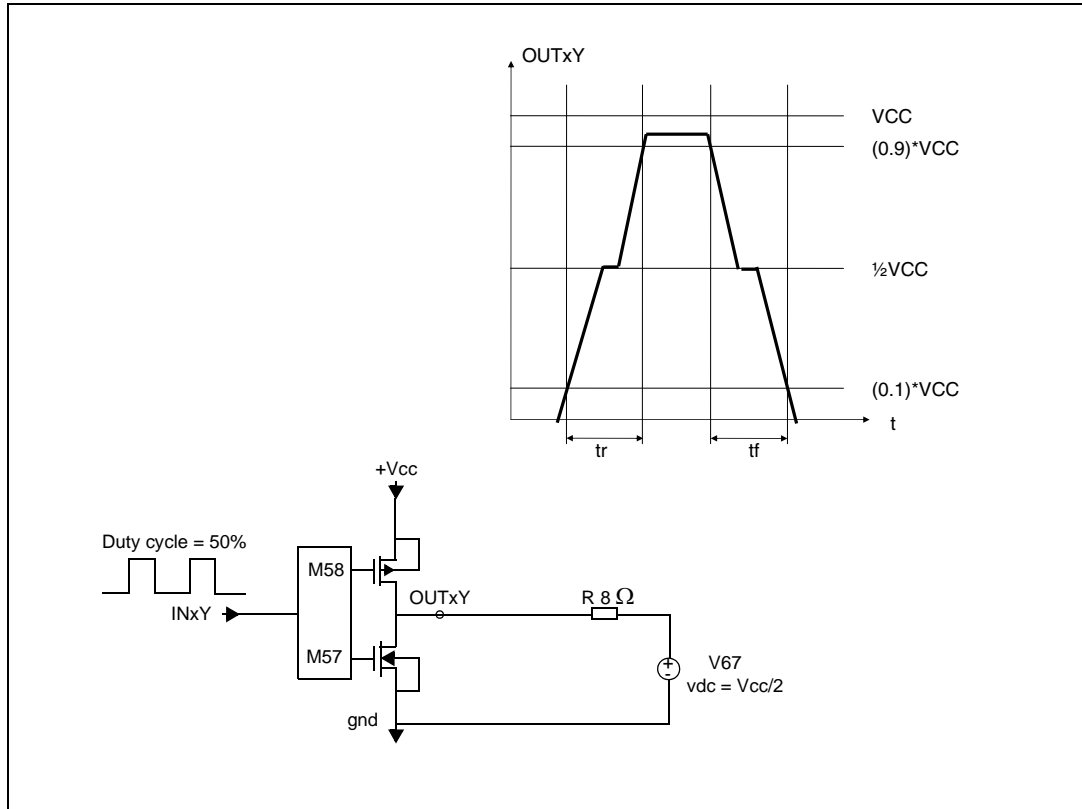 OUTxY
VCC
(0.9)*VCC
½VCC
(0.1)*VCC
t
tr
tf
+Vcc
Duty cycle = 50%
M58
OUTxY
R 8 Ω
INxY
M57
V67
vdc = Vcc/2
+
-
gnd